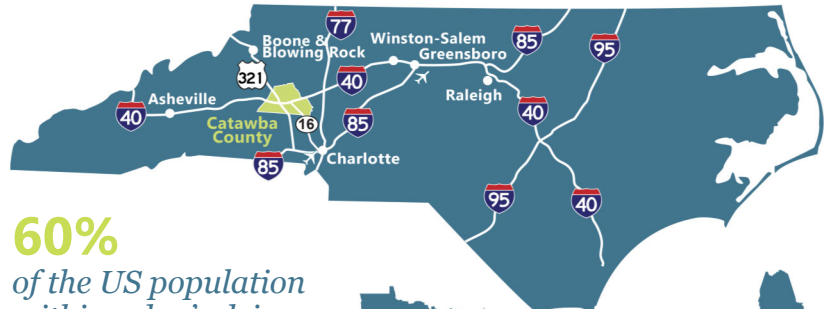 77
Boone &
Blowing Rock
Winston-Salem
Greensboro
85
95
321
40
40
Asheville
Raleigh
40
Catawba
County
16
85
Charlotte
85
95
40
60%
of the US population